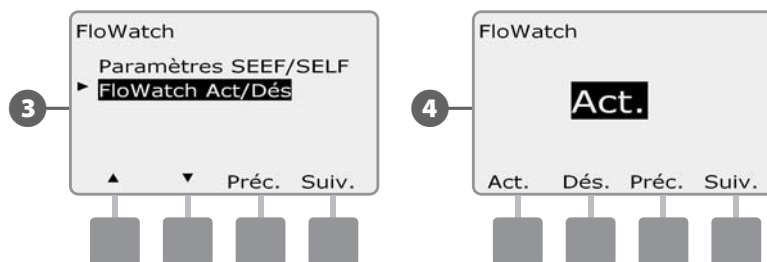 FloWatch
Paramètres SEEF/SELF
► FloWatch Act/Dés
3
▲ ▼ Préc. Suiv.
FloWatch
Act.
4
Act. Dés. Préc. Suiv.